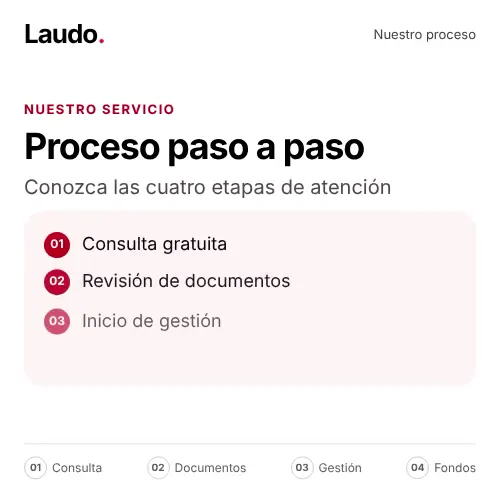 Laudo.
Nuestro proceso
NUESTRO SERVICIO
Proceso paso a paso
Conozca las cuatro etapas de atención
01 Consulta gratuita
02 Revisión de documentos
03 Inicio de gestión
01 Consulta 02 Documentos 03 Gestión 04 Fondos